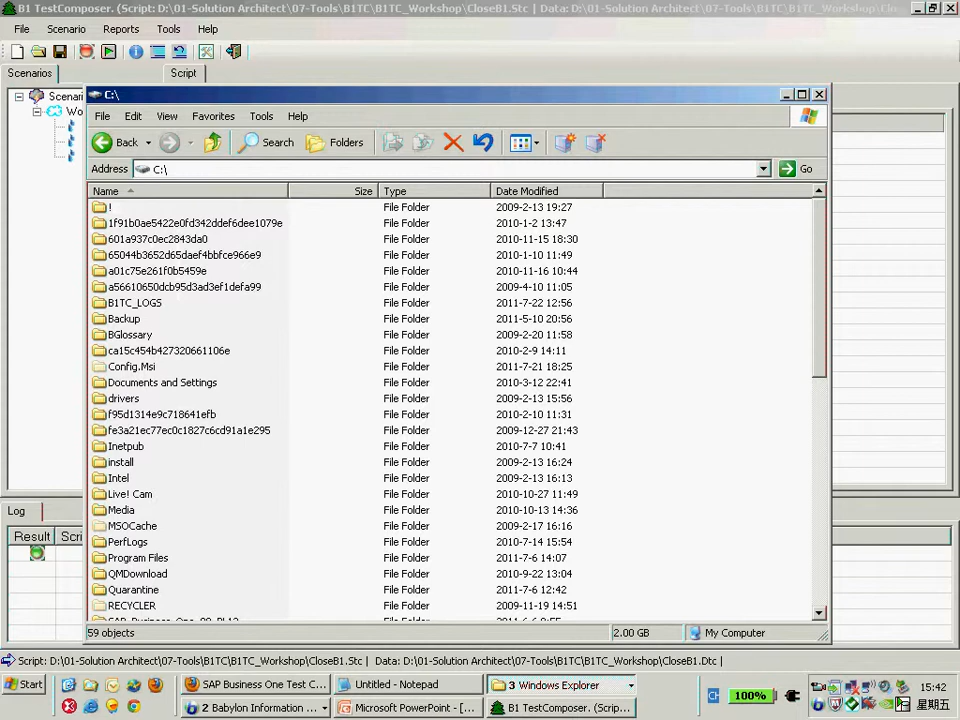 B1 TestComposer. (Script: D:\01-Solution Architect\07-Tools\B1TC\B1TC_Workshop\CloseB1.Stc | Data: D:\01-Solution Architect\07-Tools\B1TC\B1TC_Workshop\CloseB1.
File Scenario Reports Tools Help
Scenarios Script
Scenari
Wo
C:\
File Edit View Favorites Tools Help
Back Search Folders
Address C:\ Go
Name Size Type Date Modified
! File Folder 2009-2-13 19:27
1f91b0ae5422e0fd342ddef6dee1079e File Folder 2010-1-2 13:47
601a937c0ec2843da0 File Folder 2010-11-15 18:30
65044b3652d65daef4bbfce966e9 File Folder 2010-1-10 11:49
a01c75e261f0b5459e File Folder 2010-11-16 10:44
a56610650dcb95d3ad3ef1defa99 File Folder 2009-4-10 11:05
B1TC_LOGS File Folder 2011-7-22 12:56
Backup File Folder 2011-5-10 20:56
BGlossary File Folder 2009-2-20 11:58
ca15c454b427320661106e File Folder 2010-2-9 14:11
Config.Msi File Folder 2011-7-21 18:25
Documents and Settings File Folder 2010-3-12 22:41
drivers File Folder 2009-2-13 15:56
f95d1314e9c718641efb File Folder 2010-2-10 11:31
fe3a21ec77ec0c1827c6cd91a1e295 File Folder 2009-12-27 21:43
Inetpub File Folder 2010-7-7 10:41
install File Folder 2009-2-13 16:24
Intel File Folder 2009-2-13 16:13
Live! Cam File Folder 2010-10-27 11:49
Media File Folder 2010-10-13 14:36
MSOCache File Folder 2009-2-17 16:16
PerfLogs File Folder 2010-7-14 15:54
Program Files File Folder 2011-7-6 14:07
QMDownload File Folder 2010-9-22 13:04
Quarantine File Folder 2011-7-6 12:42
RECYCLER File Folder 2009-11-19 14:51
59 objects 2.00 GB My Computer
Log
Result Scri
Script: D:\01-Solution Architect\07-Tools\B1TC\B1TC_Workshop\CloseB1.Stc | Data: D:\01-Solution Architect\07-Tools\B1TC\B1TC_Workshop\CloseB1.Dtc |
Start SAP Business One Test C... Untitled - Notepad 3 Windows Explorer 100% 15:42
2 Babylon Information ... Microsoft PowerPoint - [... B1 TestComposer. (Script:... 星期五